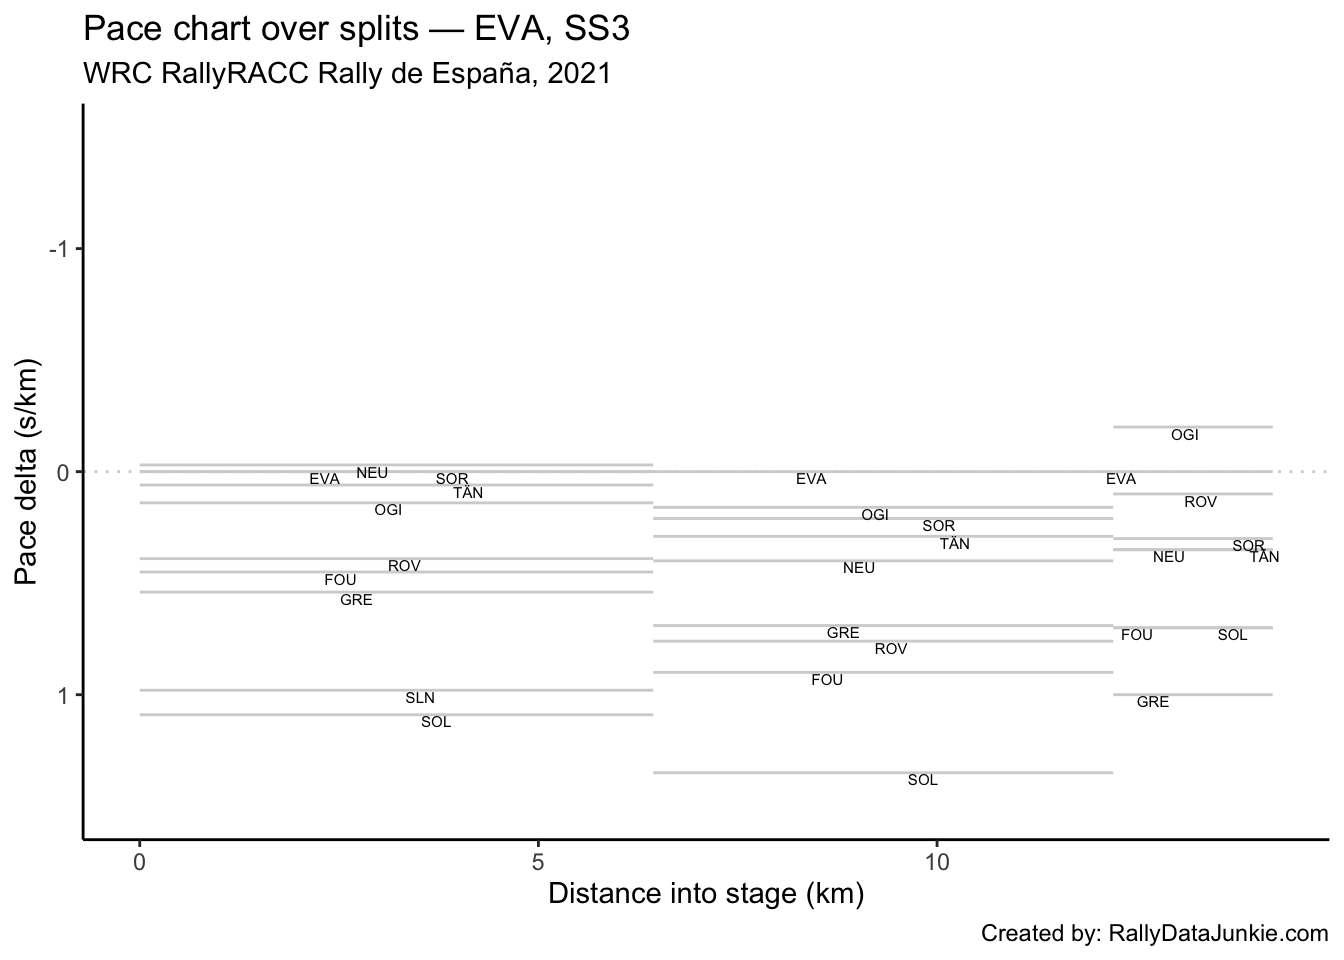 Pace chart over splits — EVA, SS3
WRC RallyRACC Rally de España, 2021
Pace delta (s/km)
-1
0
1
OGI
EVA
NEU
SOR
TÄN
OGI
ROV
FOU
GRE
SLN
SOL
EVA
OGI
SOR
TÄN
NEU
GRE
ROV
FOU
SOL
EVA
ROV
SOR
NEU
TÄN
FOU
SOL
GRE
0
5
10
Distance into stage (km)
Created by: RallyDataJunkie.com